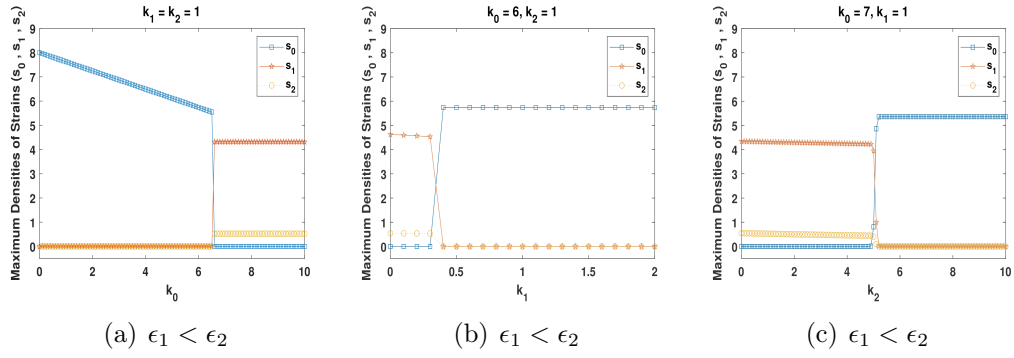 k₁ = k₂ = 1
Maximum Densities of Strains (s₀ , s₁ , s₂)
9
8
7
6
5
4
3
2
1
0
0
2
4
6
8
10
k₀
s₀
s₁
s₂
(a) ϵ₁ < ϵ₂
k₀ = 6, k₂ = 1
Maximum Densities of Strains (s₀ , s₁ , s₂)
9
8
7
6
5
4
3
2
1
0
0
0.5
1
1.5
2
k₁
s₀
s₁
s₂
(b) ϵ₁ < ϵ₂
k₀ = 7, k₁ = 1
Maximum Densities of Strains (s₀ , s₁ , s₂)
9
8
7
6
5
4
3
2
1
0
0
2
4
6
8
10
k₂
s₀
s₁
s₂
(c) ϵ₁ < ϵ₂